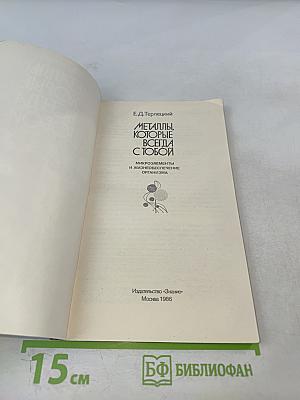 Е.Д.Терлецкий
МЕТАЛЛЫ,
КОТОРЫЕ
ВСЕГДА
С ТОБОЙ
МИКРОЭЛЕМЕНТЫ
И ЖИЗНЕОБЕСПЕЧЕНИЕ
ОРГАНИЗМА
Издательство «Знание»
Москва 1986
15 см
БФ БИБЛИОФАН